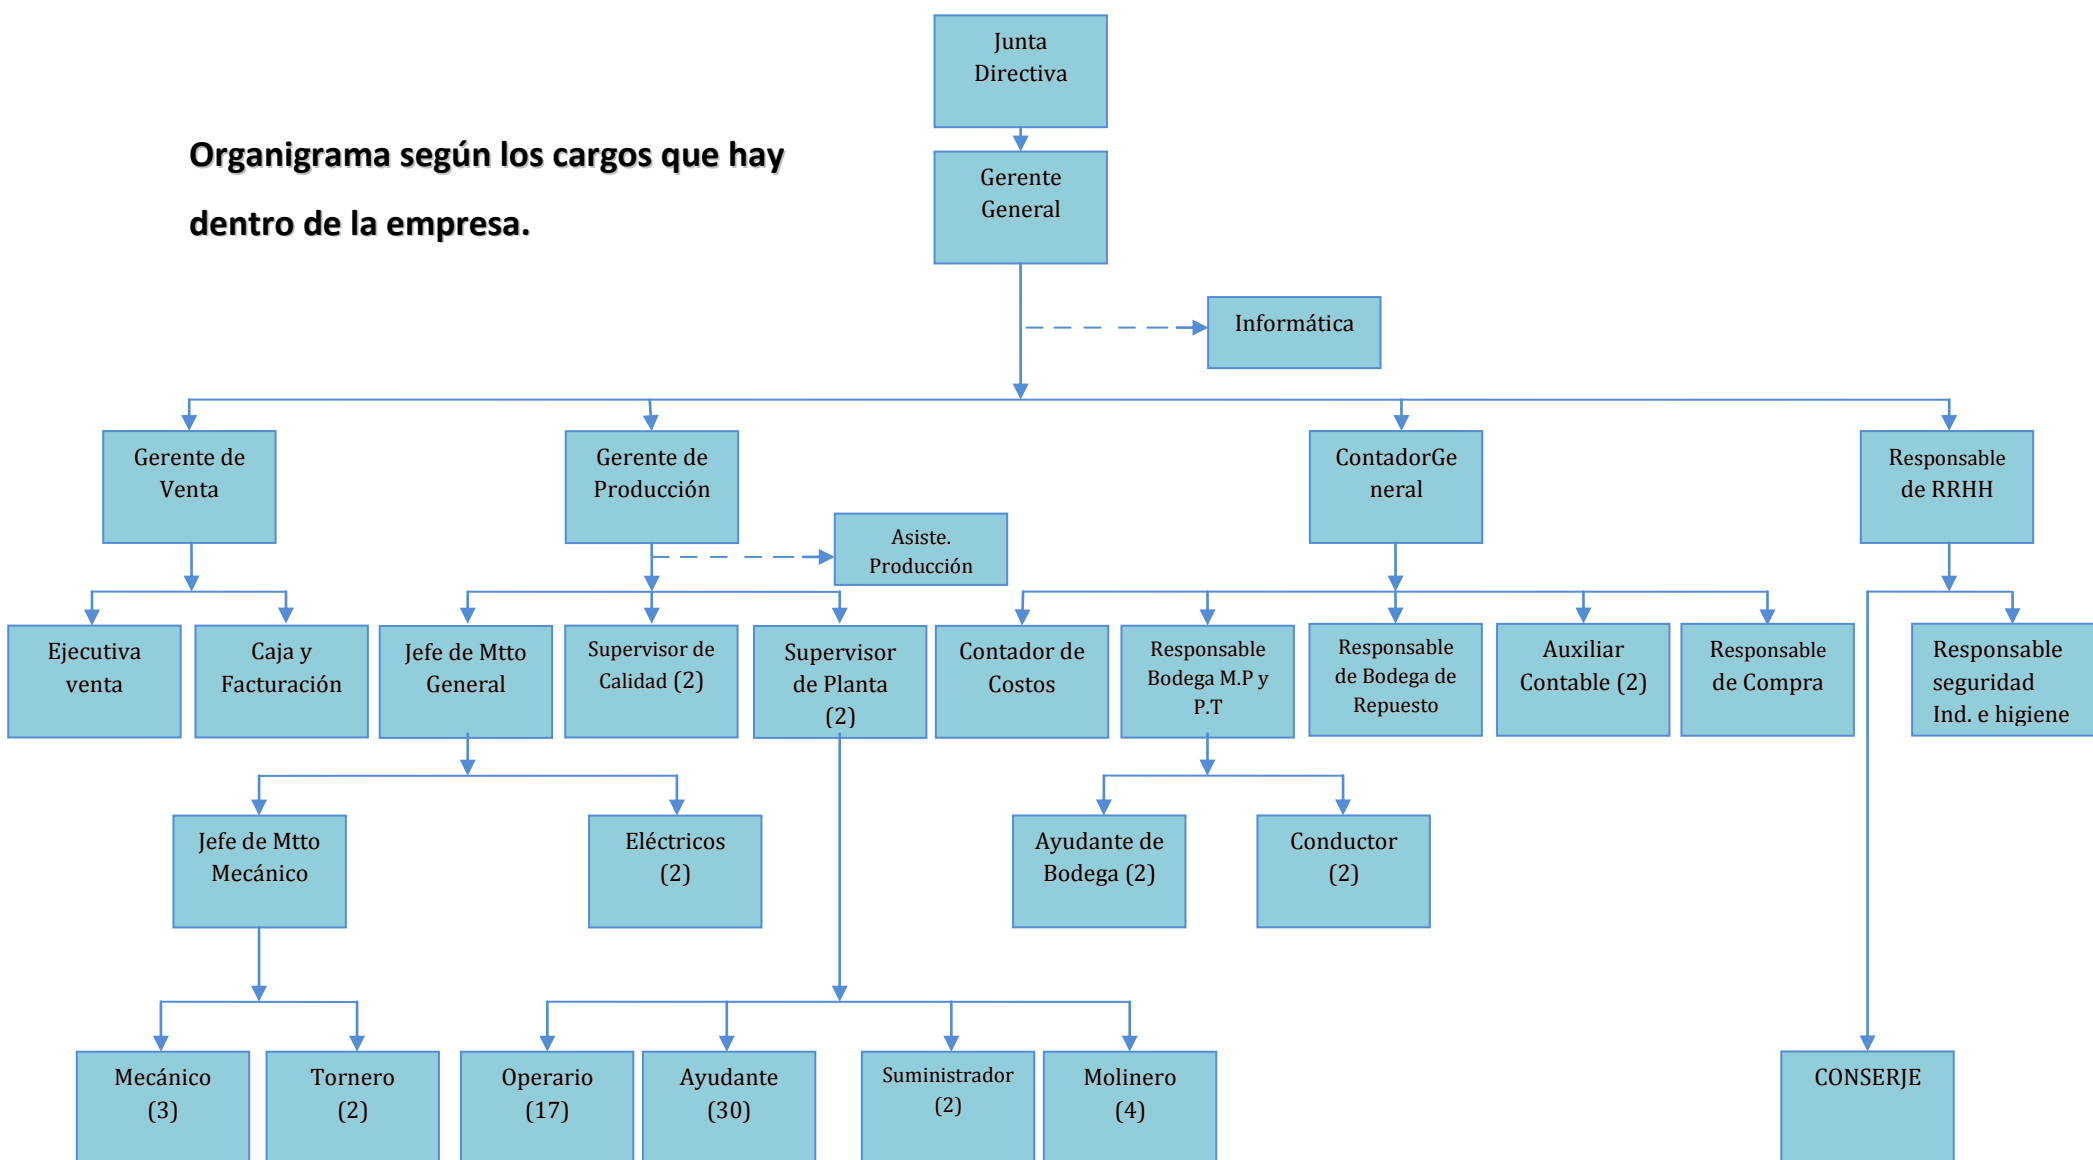 Junta
Directiva
Organigrama según los cargos que hay
dentro de la empresa.
Gerente
General
Informática
Gerente de
Venta
Gerente de
Producción
ContadorGe
neral
Responsable
de RRHH
Asiste.
Producción
Ejecutiva
venta
Caja y
Facturación
Jefe de Mtto
General
Supervisor de
Calidad (2)
Supervisor
de Planta
(2)
Contador de
Costos
Responsable
Bodega M.P y
P.T
Responsable
de Bodega de
Repuesto
Auxiliar
Contable (2)
Responsable
de Compra
Responsable
seguridad
Ind. e higiene
Jefe de Mtto
Mecánico
Eléctricos
(2)
Ayudante de
Bodega (2)
Conductor
(2)
Mecánico
(3)
Tornero
(2)
Operario
(17)
Ayudante
(30)
Suministrador
(2)
Molinero
(4)
CONSERJE